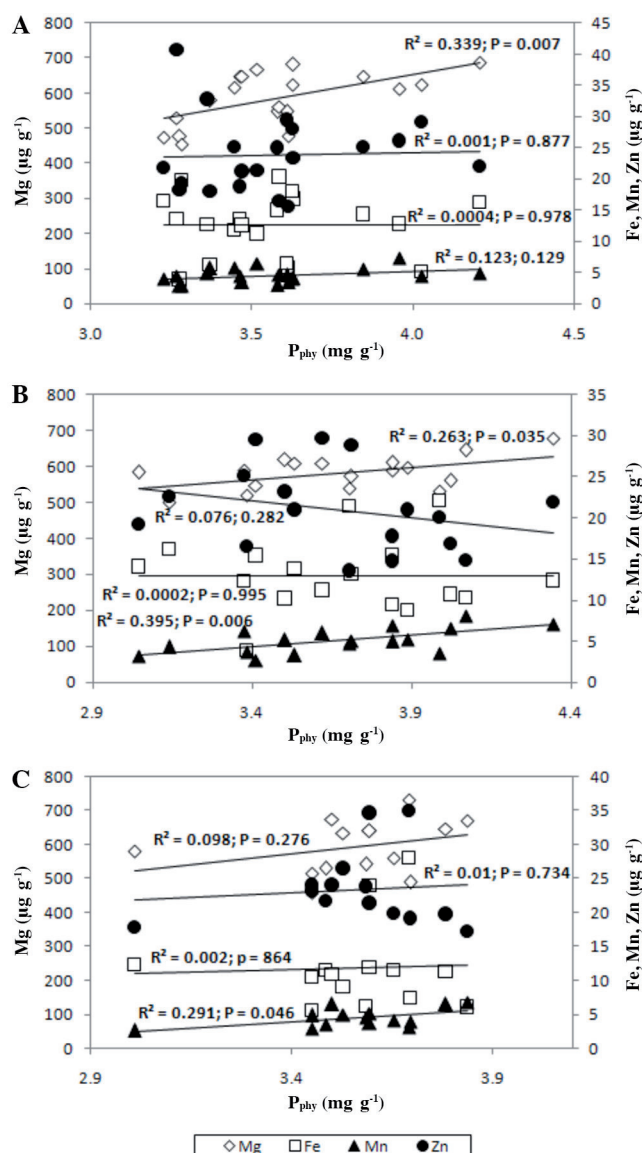 A
800
700
600
500
400
300
200
100
0
Mg (µg g⁻¹)
45
40
35
30
25
20
15
10
5
0
Fe, Mn, Zn (µg g⁻¹)
R² = 0.339; P = 0.007
R² = 0.001; P = 0.877
R² = 0.0004; P = 0.978
R² = 0.123; 0.129
3.0 3.5 4.0 4.5
Pphy (mg g⁻¹)
B
800
700
600
500
400
300
200
100
0
Mg (µg g⁻¹)
35
30
25
20
15
10
5
0
Fe, Mn, Zn (µg g⁻¹)
R² = 0.263; P = 0.035
R² = 0.076; 0.282
R² = 0.0002; P = 0.995
R² = 0.395; P = 0.006
2.9 3.4 3.9 4.4
Pphy (mg g⁻¹)
C
800
700
600
500
400
300
200
100
0
Mg (µg g⁻¹)
40
35
30
25
20
15
10
5
0
Fe, Mn, Zn (µg g⁻¹)
R² = 0.098; P = 0.276
R² = 0.01; P = 0.734
R² = 0.002; p = 864
R² = 0.291; P = 0.046
2.9 3.4 3.9
Pphy (mg g⁻¹)
Mg Fe Mn Zn